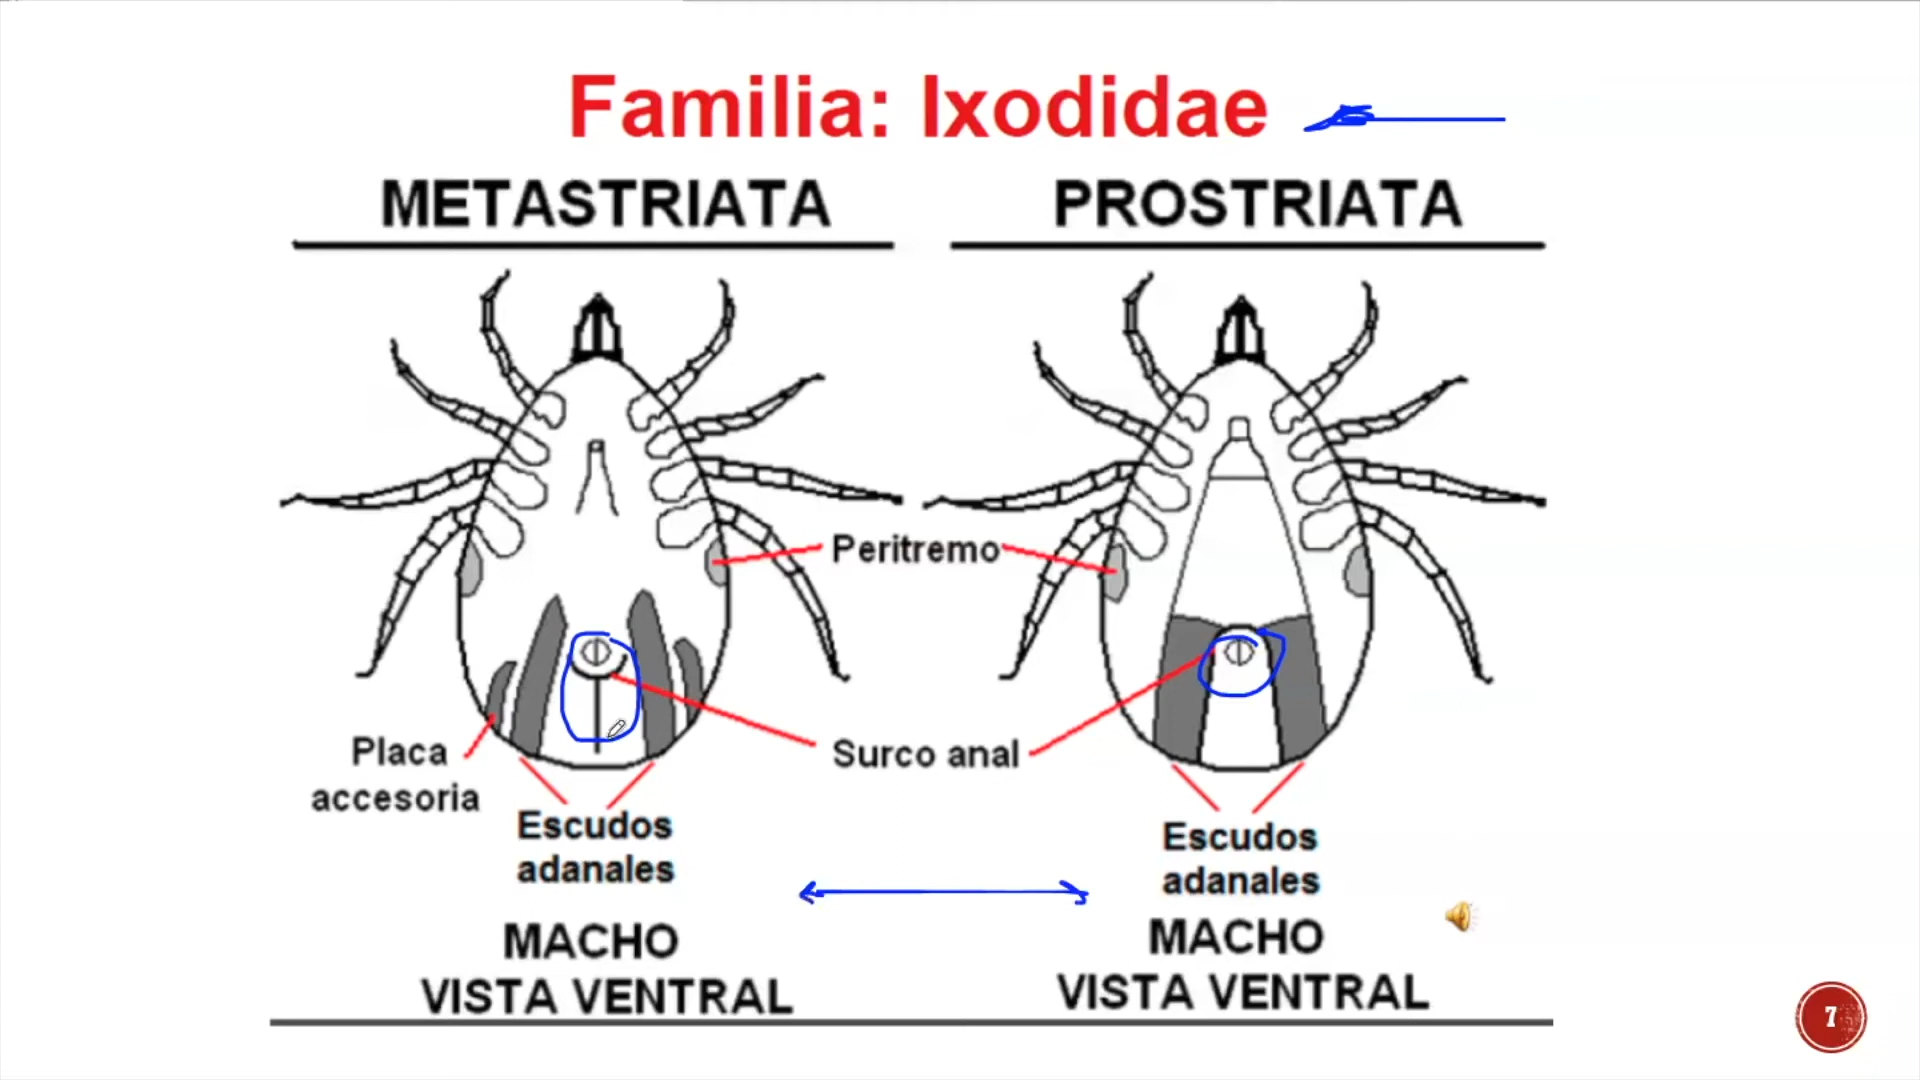 Familia: Ixodidae
METASTRIATA
PROSTRIATA
Peritremo
Surco anal
Placa
accesoria
Escudos
adanales
Escudos
adanales
MACHO
VISTA VENTRAL
MACHO
VISTA VENTRAL
7